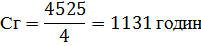 Сг = 4525/4 = 1131 годин